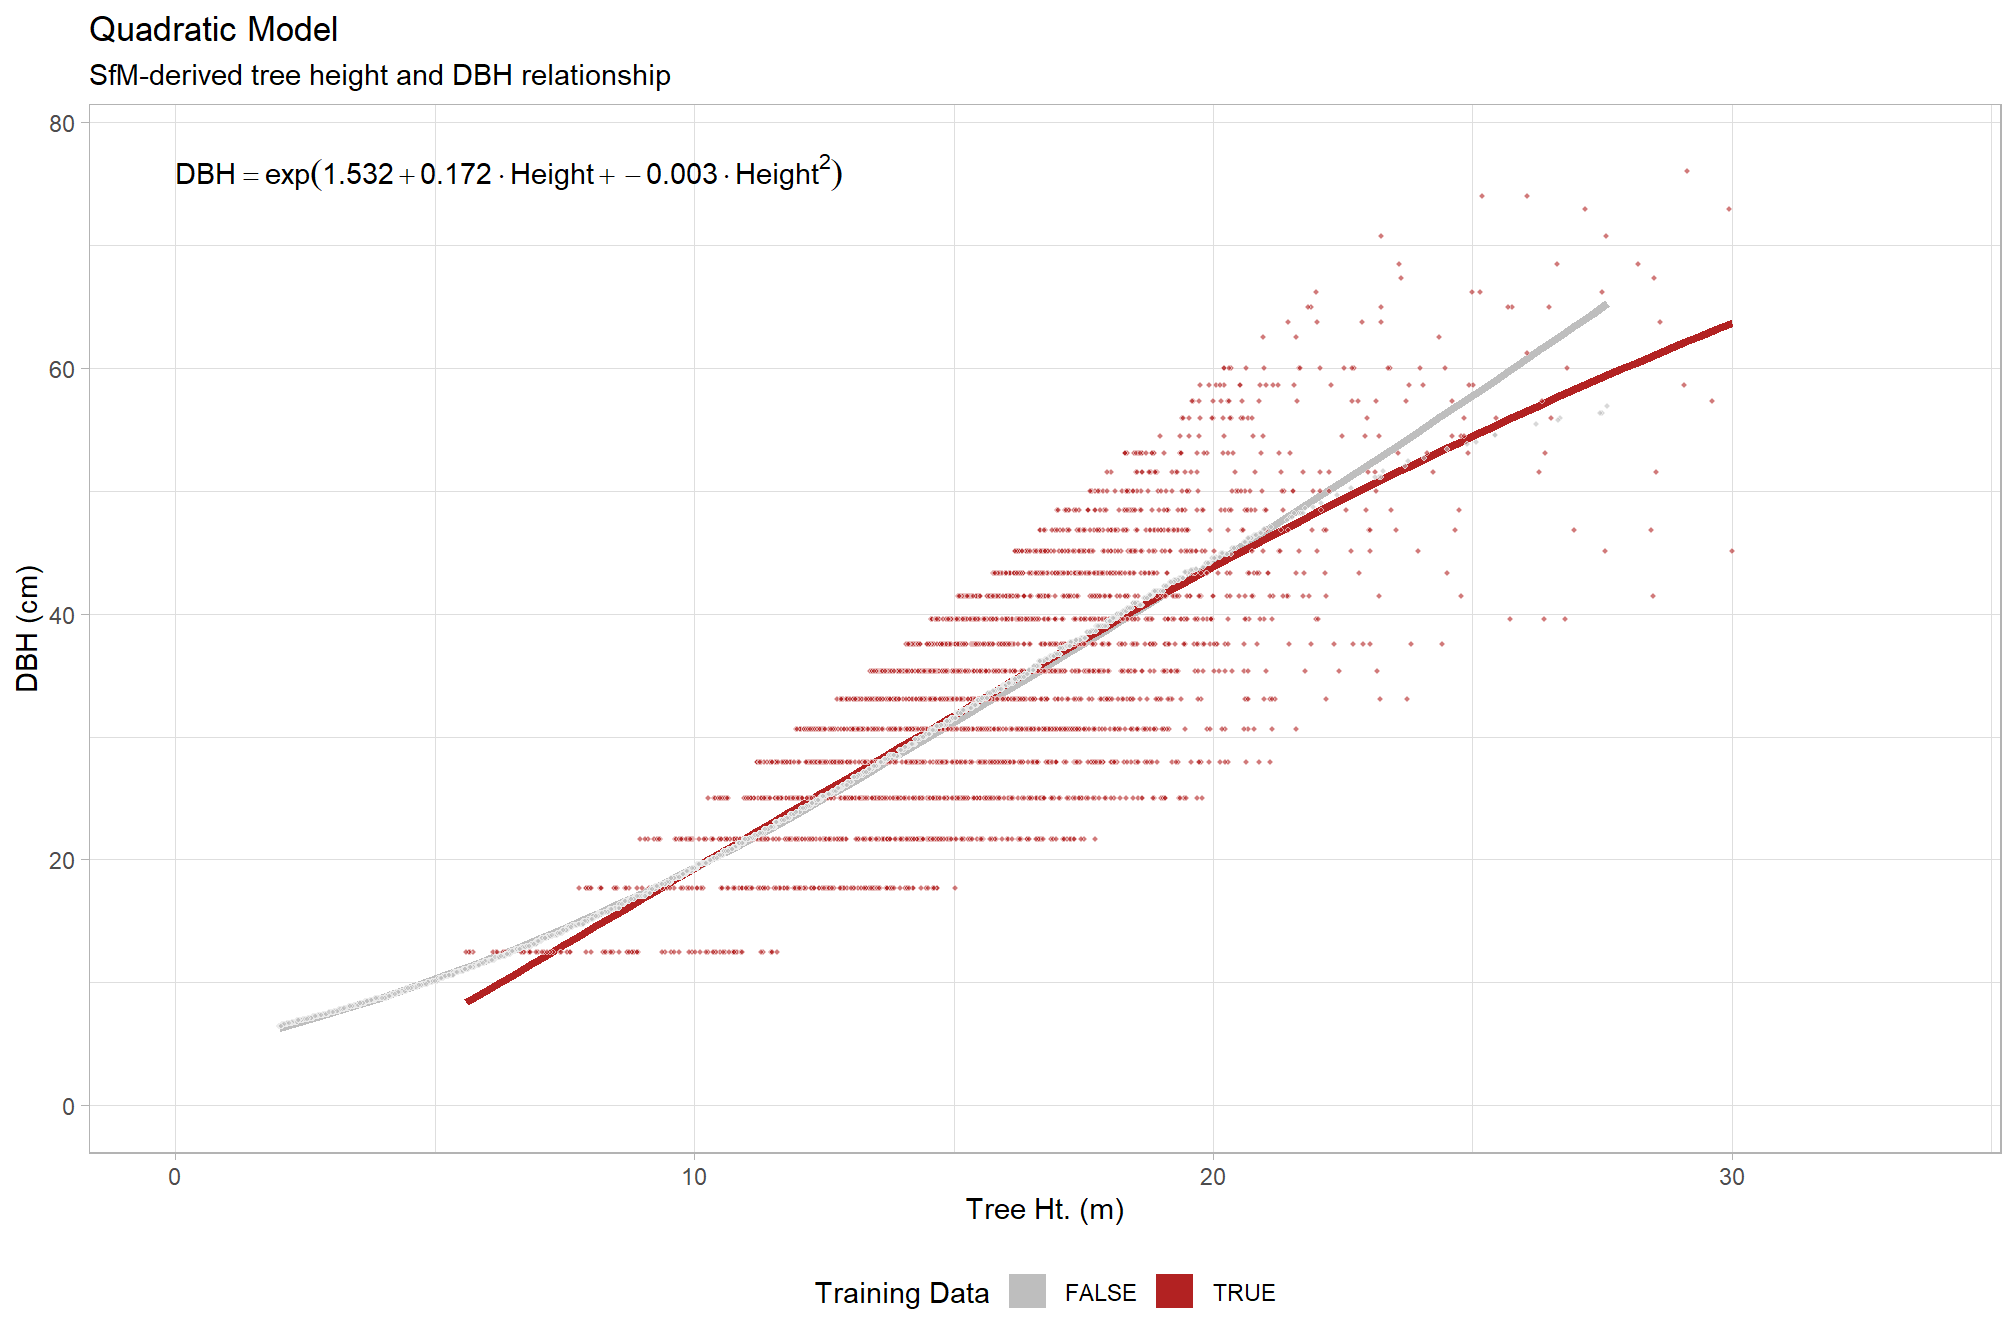 Quadratic Model
SfM-derived tree height and DBH relationship
80
DBH = exp(1.532 + 0.172 · Height + − 0.003 · Height²)
60
40
20
0
DBH (cm)
0 10 20 30
Tree Ht. (m)
Training Data FALSE TRUE